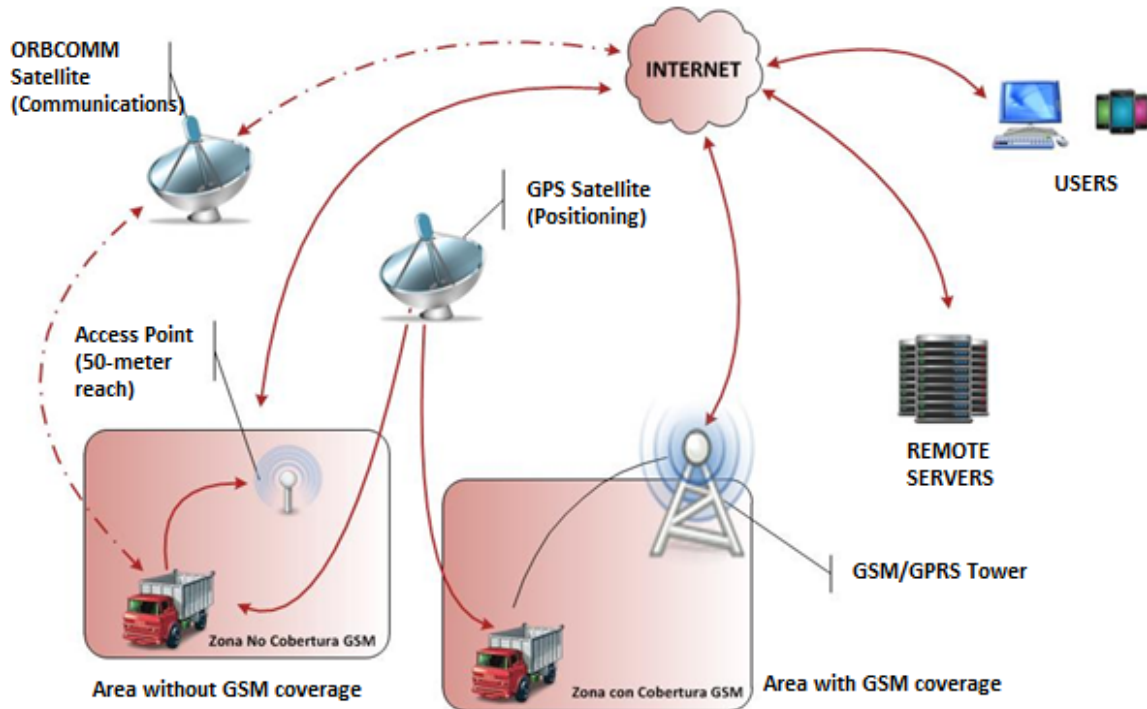 ORBCOMM
Satellite
(Communications)
INTERNET
USERS
GPS Satellite
(Positioning)
Access Point
(50-meter
reach)
REMOTE
SERVERS
GSM/GPRS Tower
Zona No Cobertura GSM
Area without GSM coverage
Zona con Cobertura GSM
Area with GSM coverage